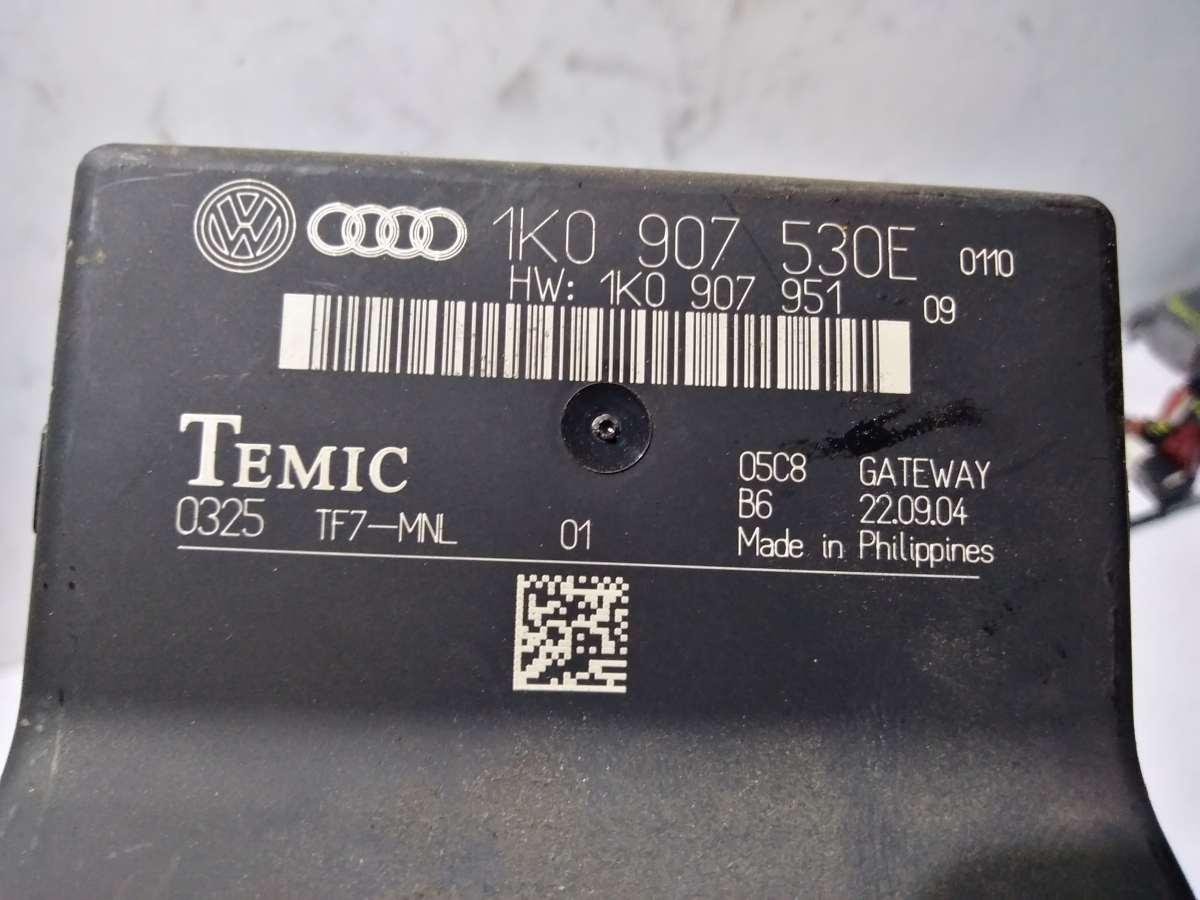 1K0 907 530E 0110
HW: 1K0 907 951 09
TEMIC
0325 TF7-MNL 01
05C8 GATEWAY
B6 22.09.04
Made in Philippines